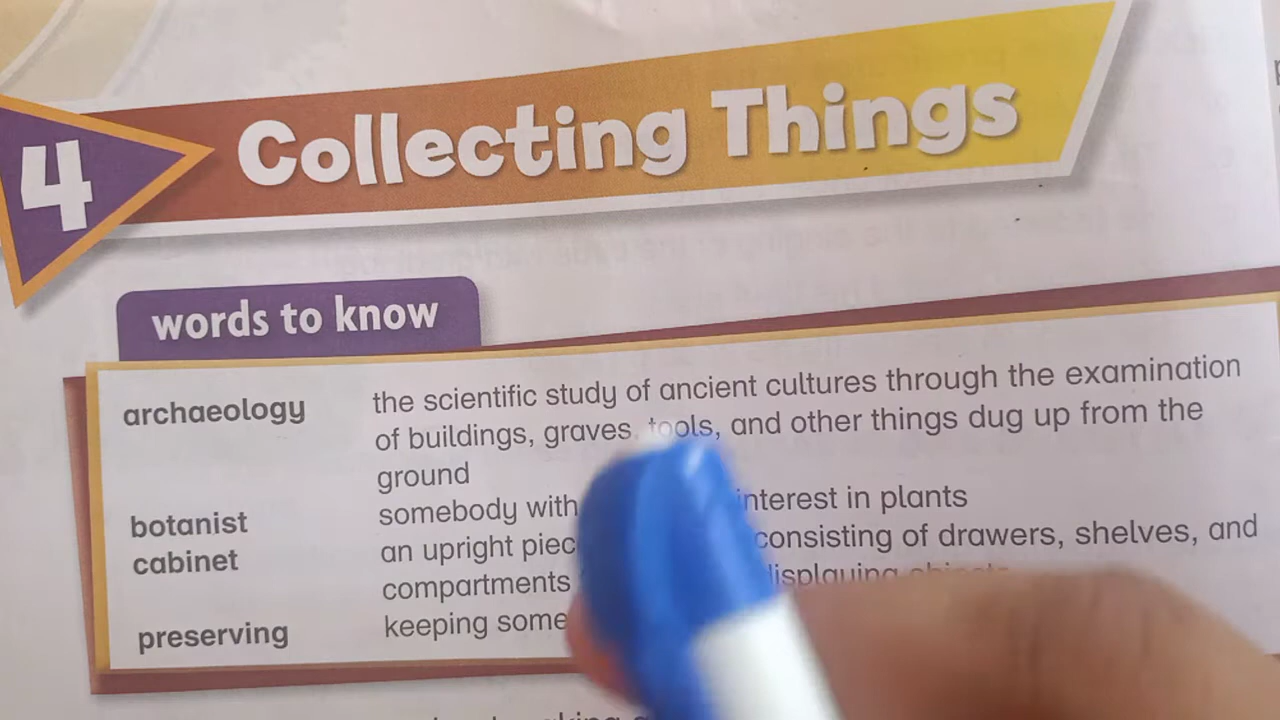 4 Collecting Things
words to know
archaeology the scientific study of ancient cultures through the examination
of buildings, graves, tools, and other things dug up from the
ground
botanist somebody with interest in plants
cabinet an upright consisting of drawers, shelves, and
compartments displaying objects
preserving keeping